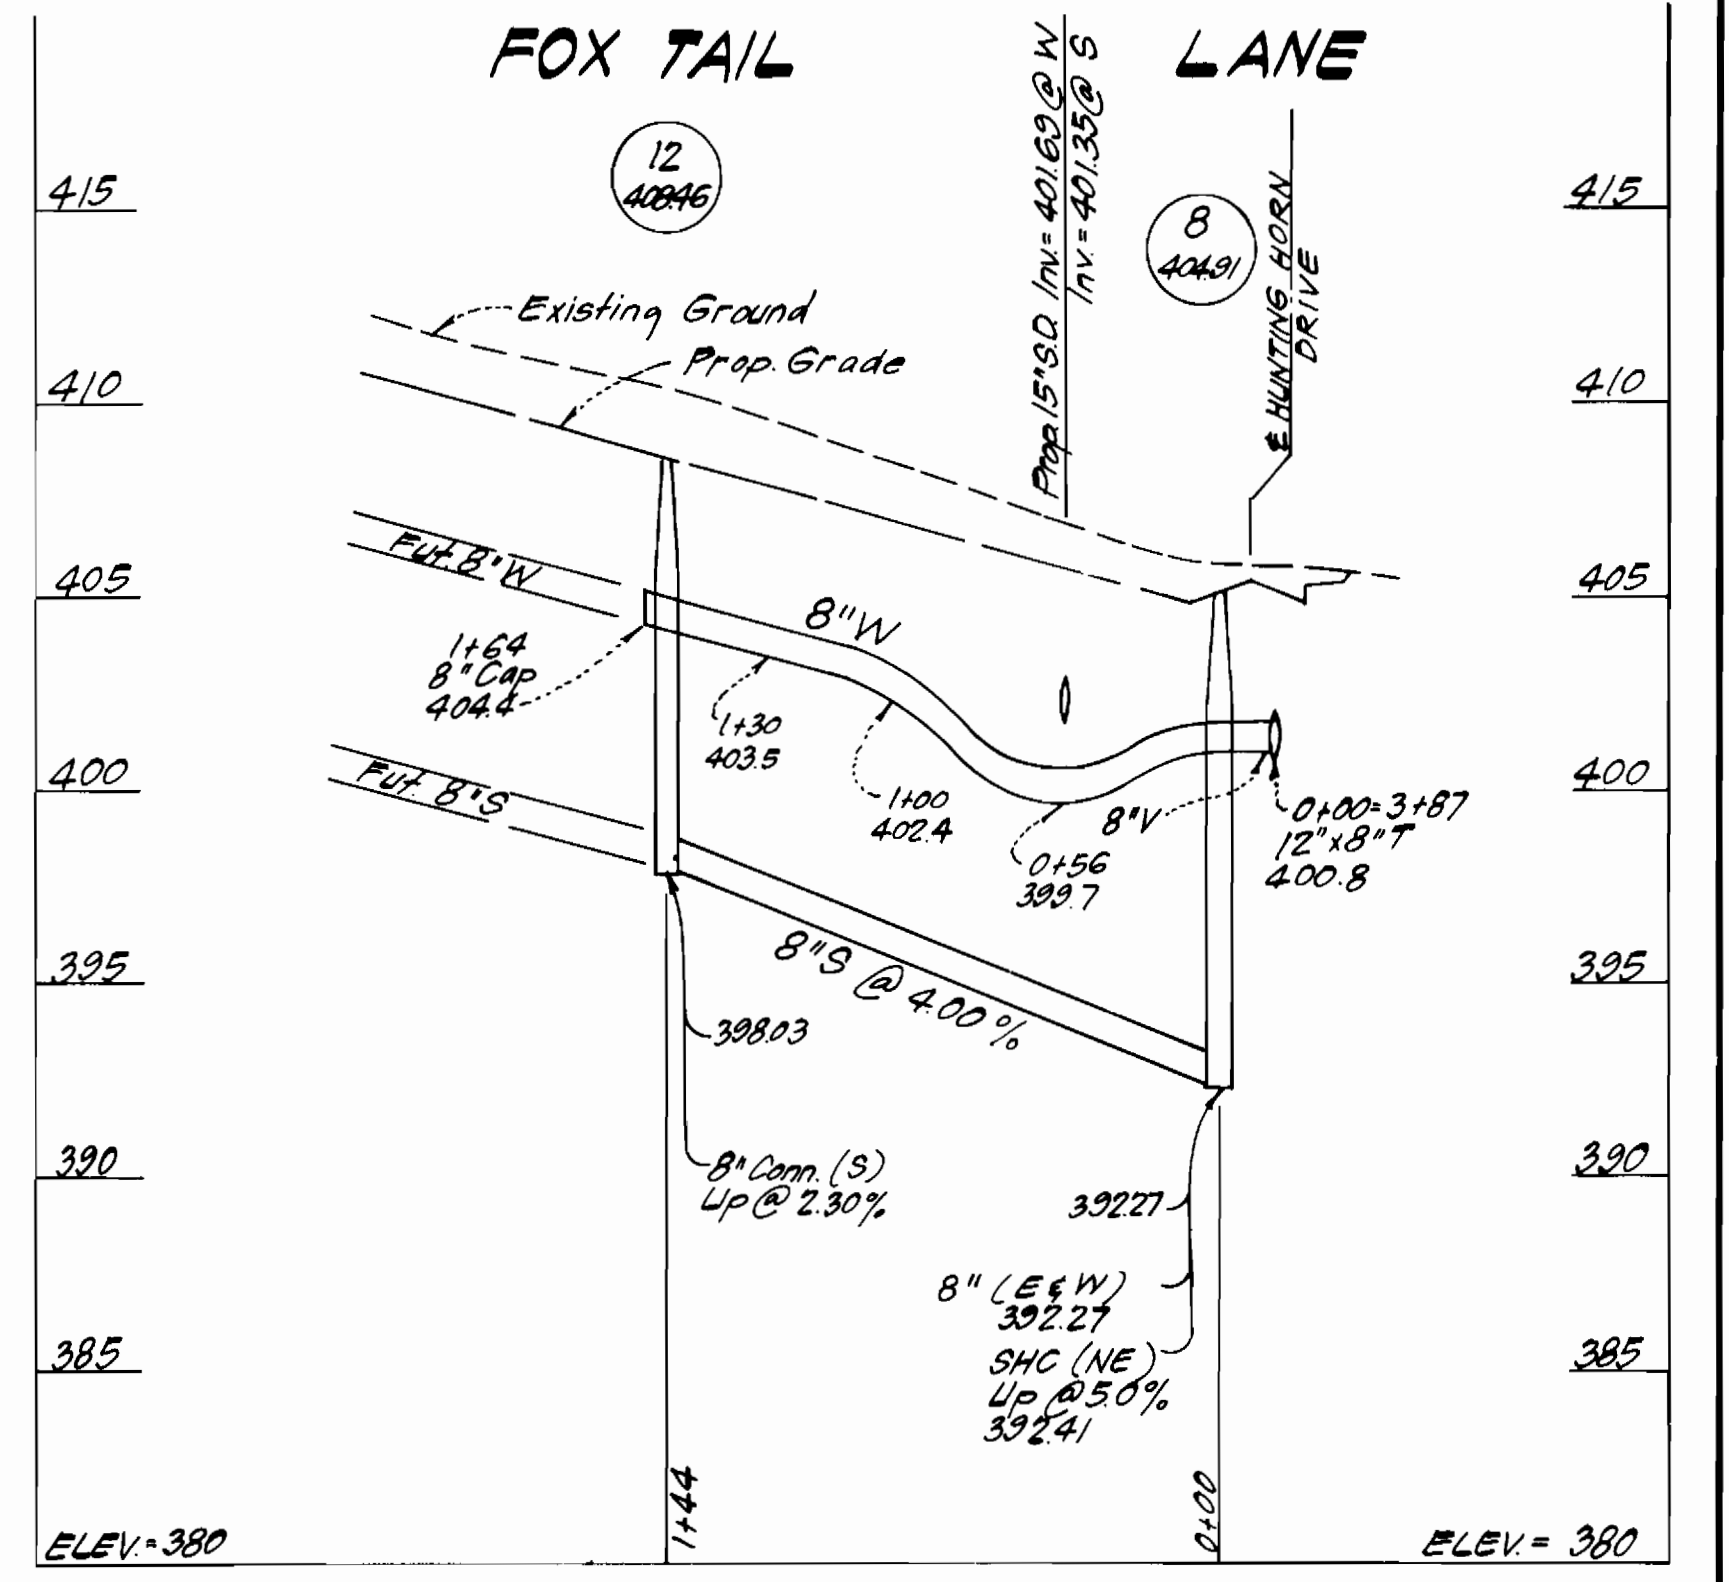 FOX TAIL LANE
12
408.46
Prop. 15" S.D. Inv. = 401.69 @ W
Inv. = 401.35 @ S
8
404.91
℄ HUNTING HORN
DRIVE
415
415
Existing Ground
Prop. Grade
410
410
Fut. 8" W
405
405
8" W
1+64
8" Cap
404.4
1+30
403.5
Fut. 8" S
400
400
1+00
402.4
8" V
0+00 = 3+87
12" x 8" T
400.8
0+56
399.7
395
395
8" S @ 4.00 %
398.03
390
390
8" Conn. (S)
Up @ 2.30%
392.27
8" (E & W)
392.27
SHC (NE)
Up @ 5.0%
392.41
385
385
1+44
0+00
ELEV. = 380
ELEV. = 380